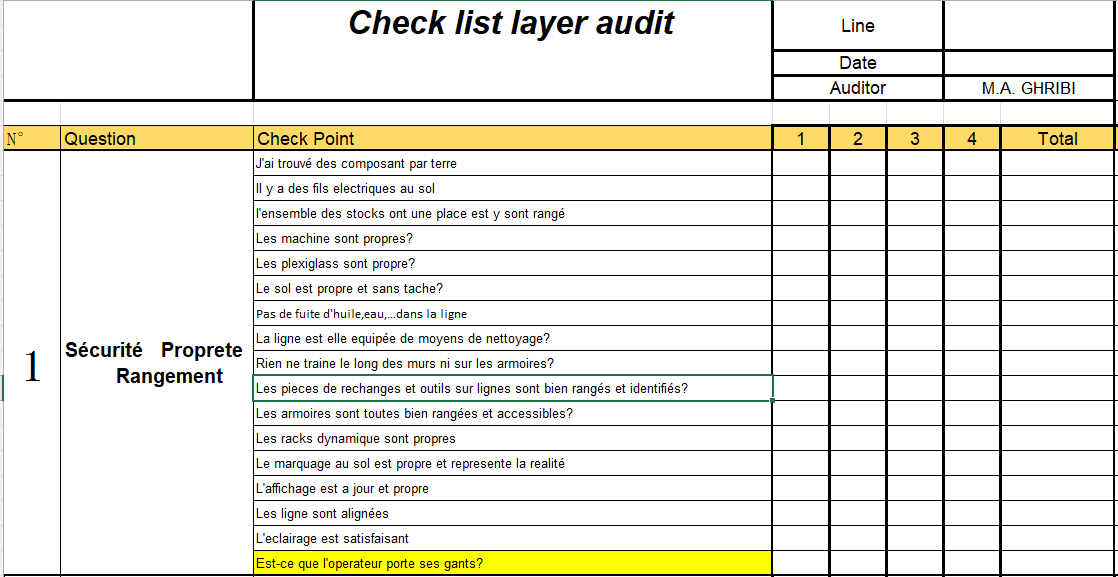 Check list layer audit
Line
Date
Auditor M.A. GHRIBI
N° Question Check Point 1 2 3 4 Total
J'ai trouvé des composant par terre
Il y a des fils electriques au sol
l'ensemble des stocks ont une place est y sont rangé
Les machine sont propres?
Les plexiglass sont propre?
Le sol est propre et sans tache?
Pas de fuite d'huile,eau,...dans la ligne
La ligne est elle equipée de moyens de nettoyage?
1 Sécurité Proprete
Rangement
Rien ne traine le long des murs ni sur les armoires?
Les pieces de rechanges et outils sur lignes sont bien rangés et identifiés?
Les armoires sont toutes bien rangées et accessibles?
Les racks dynamique sont propres
Le marquage au sol est propre et represente la realité
L'affichage est a jour et propre
Les ligne sont alignées
L'eclairage est satisfaisant
Est-ce que l'operateur porte ses gants?